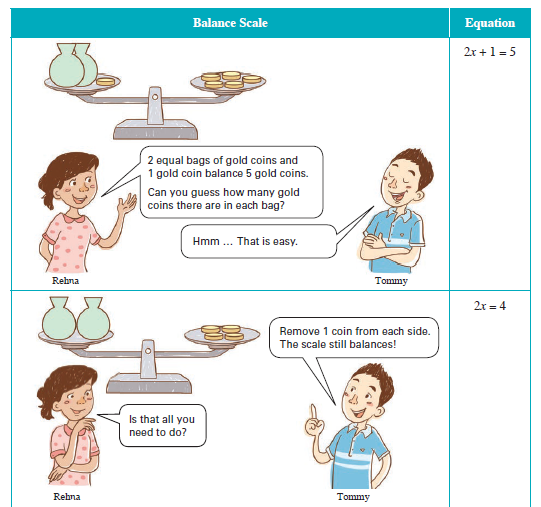 Balance Scale
Equation
2x + 1 = 5
2 equal bags of gold coins and
1 gold coin balance 5 gold coins.
Can you guess how many gold
coins there are in each bag?
Hmm ... That is easy.
Rehna
Tommy
2x = 4
Remove 1 coin from each side.
The scale still balances!
Is that all you
need to do?
Rehna
Tommy